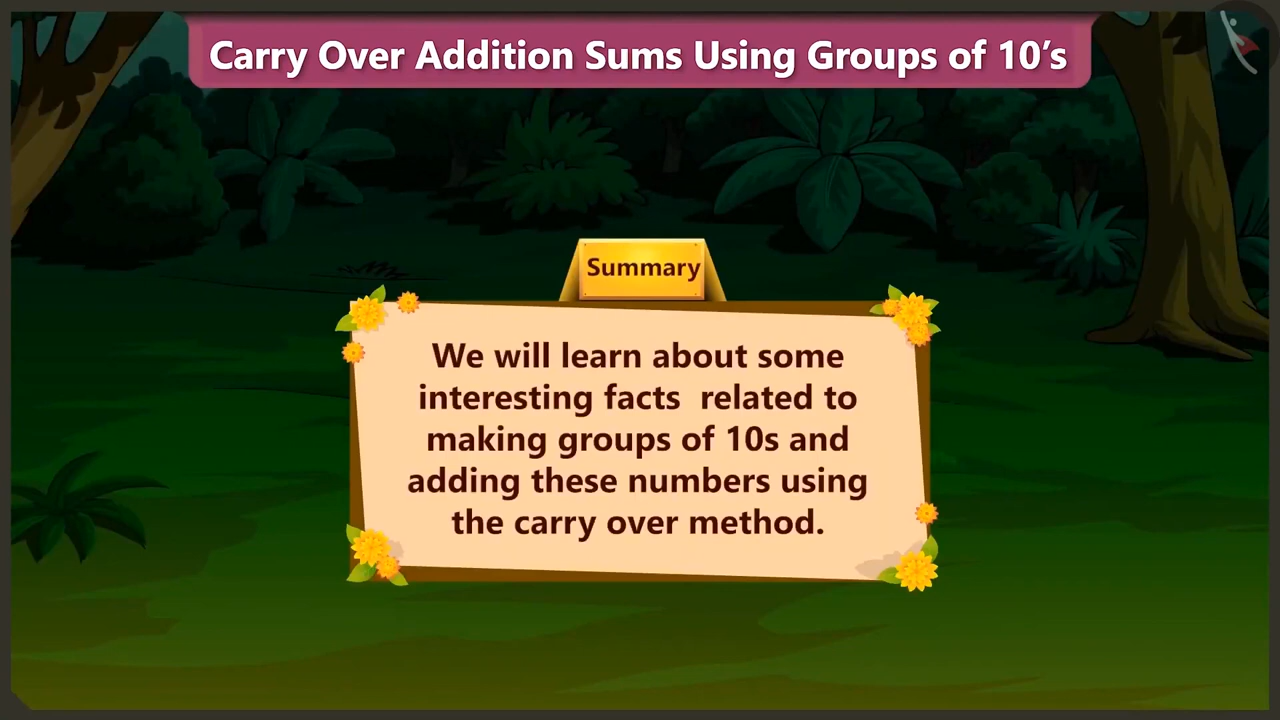 Carry Over Addition Sums Using Groups of 10’s
Summary
We will learn about some
interesting facts  related to
making groups of 10s and
adding these numbers using
the carry over method.